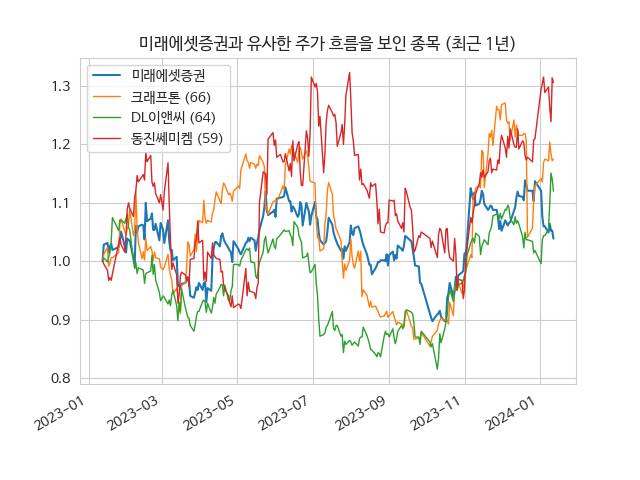 미래에셋증권과 유사한 주가 흐름을 보인 종목 (최근 1년)
미래에셋증권
크래프톤 (66)
DL이앤씨 (64)
동진쎄미켐 (59)
1.3
1.2
1.1
1.0
0.9
0.8
2023-01
2023-03
2023-05
2023-07
2023-09
2023-11
2024-01